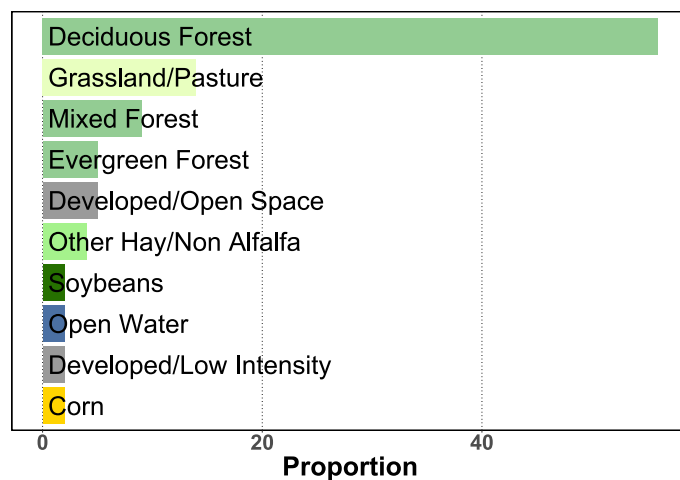 Deciduous Forest
Grassland/Pasture
Mixed Forest
Evergreen Forest
Developed/Open Space
Other Hay/Non Alfalfa
Soybeans
Open Water
Developed/Low Intensity
Corn
0 20 40
Proportion